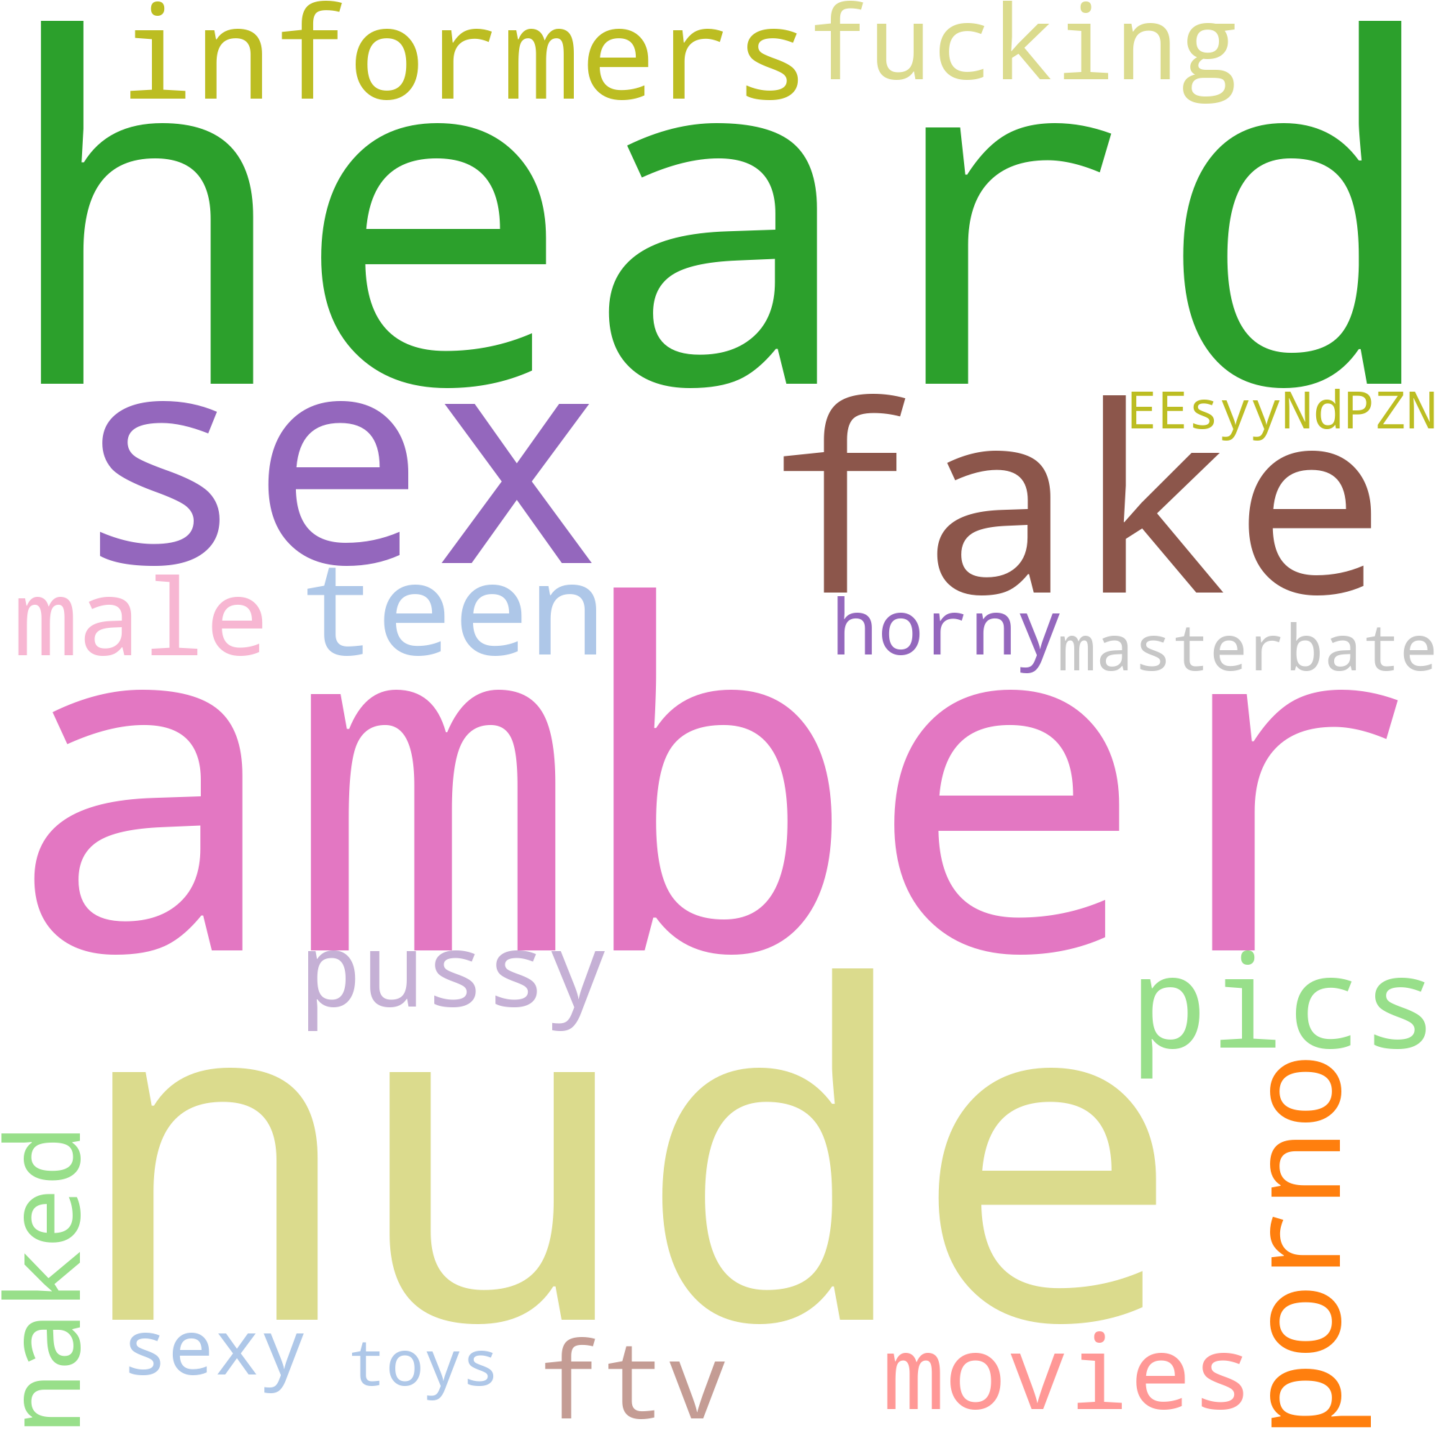 informers fucking
heard
sex fake EEsyyNdPZN
male teen horny masterbate
amber
pussy pics
nude
naked porno
sexy toys ftv movies